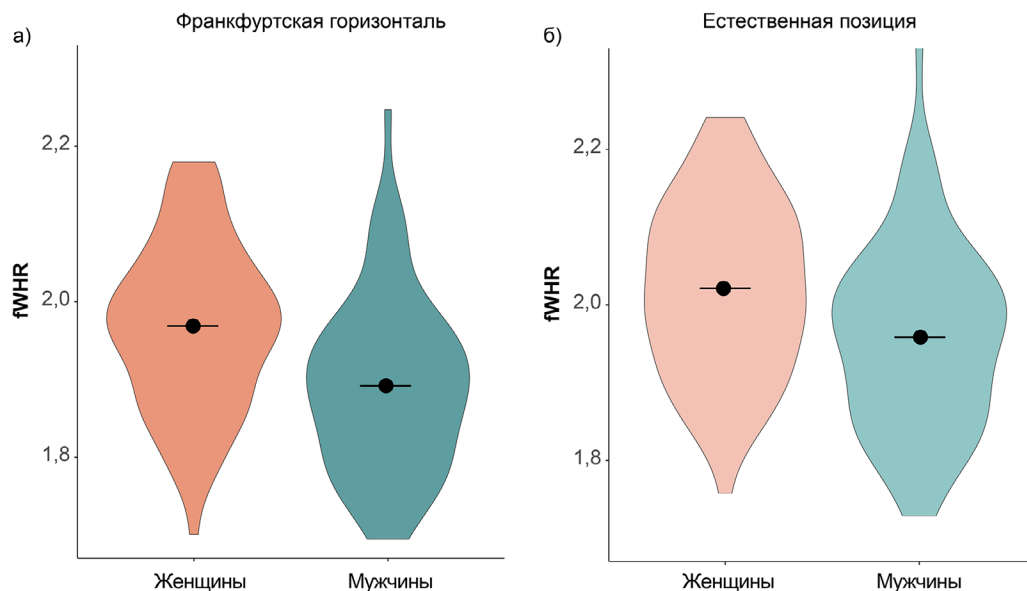 а)
Франкфуртская горизонталь
fWHR
2,2
2,0
1,8
Женщины
Мужчины
б)
Естественная позиция
fWHR
2,2
2,0
1,8
Женщины
Мужчины